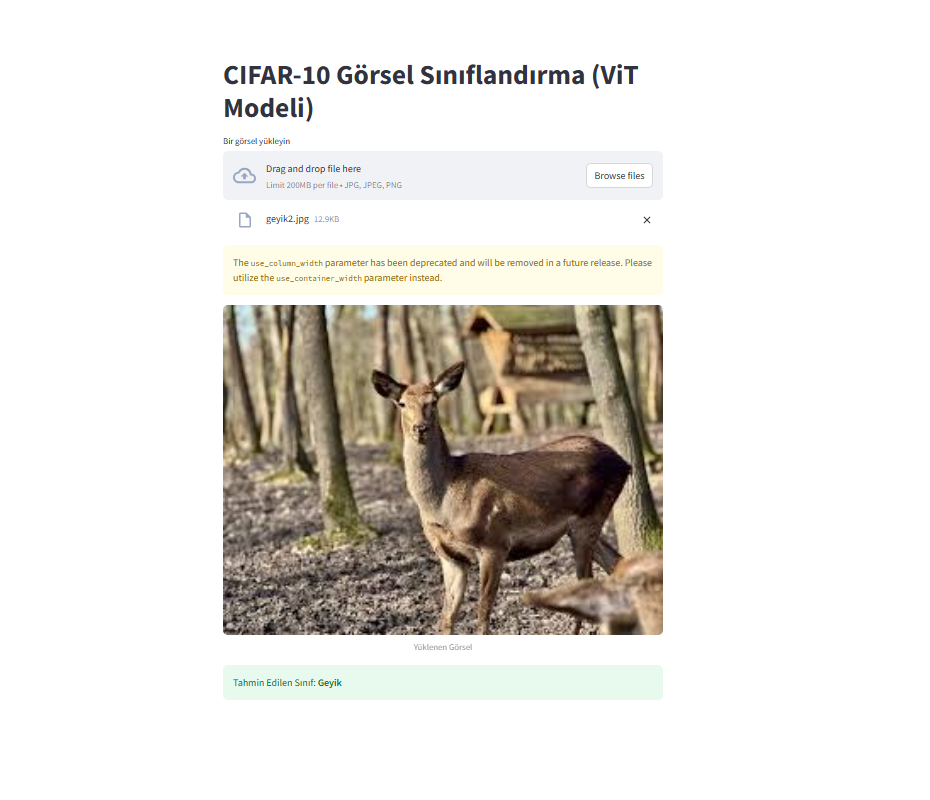 CIFAR-10 Görsel Sınıflandırma (ViT
Modeli)
Bir görsel yükleyin
Drag and drop file here
Limit 200MB per file • JPG, JPEG, PNG
Browse files
geyik2.jpg 12.9KB
The use_column_width parameter has been deprecated and will be removed in a future release. Please
utilize the use_container_width parameter instead.
Yüklenen Görsel
Tahmin Edilen Sınıf: Geyik